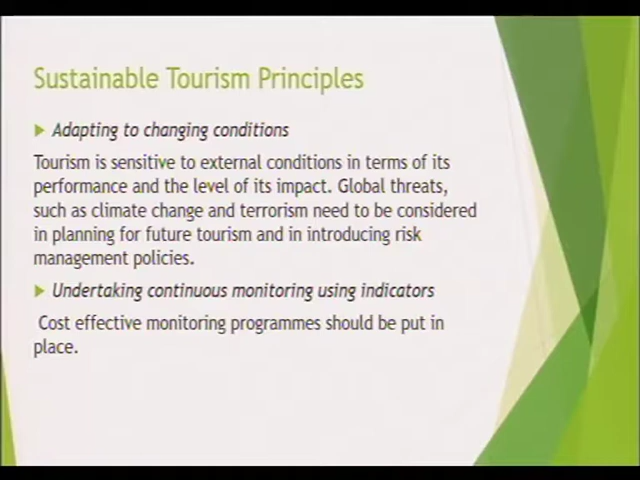 Sustainable Tourism Principles
Adapting to changing conditions
Tourism is sensitive to external conditions in terms of its
performance and the level of its impact. Global threats,
such as climate change and terrorism need to be considered
in planning for future tourism and in introducing risk
management policies.
Undertaking continuous monitoring using indicators
Cost effective monitoring programmes should be put in
place.